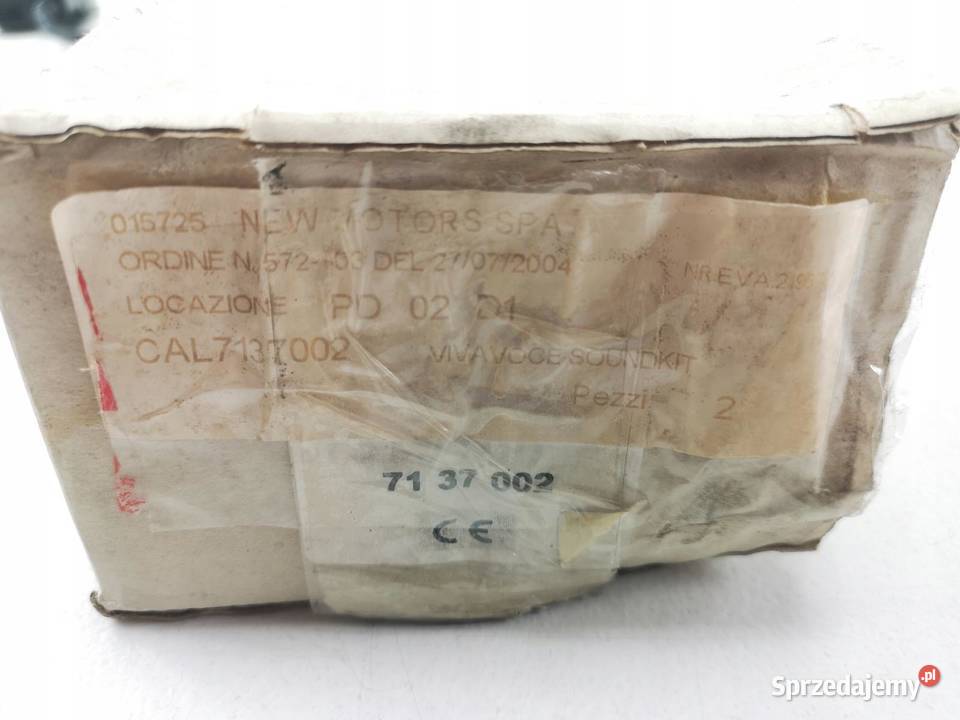 015725 NEW MOTORS SPA
ORDINE N. 572- DEL 27/07/2004
NR.E.V.A.
LOCAZIONE PD 02 D1
CAL7137002 VIVAVOCE SOUNDKIT
Pezzi 2
71 37 002
CE
Sprzedajemy.pl